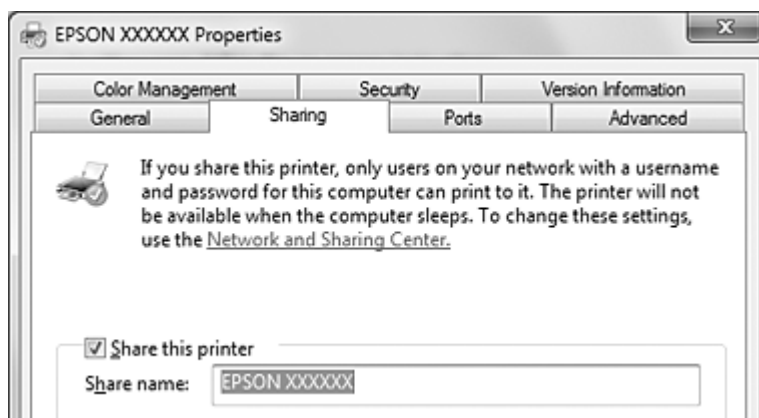 EPSON XXXXXX Properties
Color Management Security Version Information
General Sharing Ports Advanced
If you share this printer, only users on your network with a username
and password for this computer can print to it. The printer will not
be available when the computer sleeps. To change these settings,
use the Network and Sharing Center.
Share this printer
Share name: EPSON XXXXXX